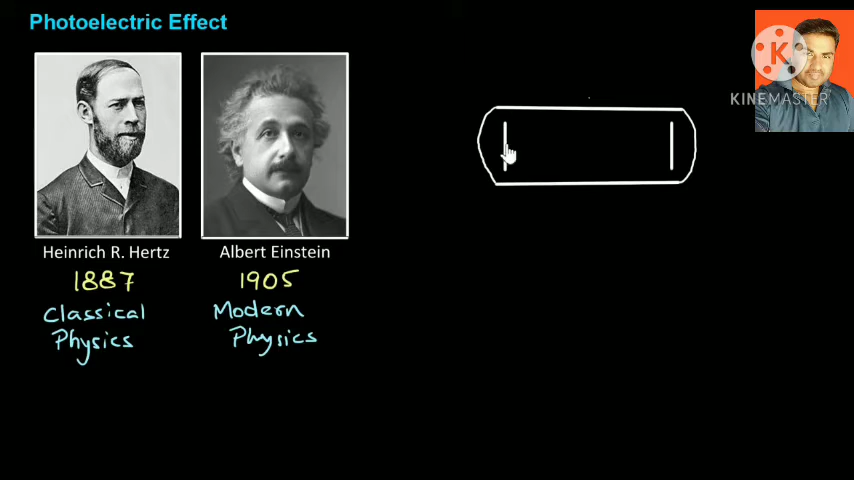 Photoelectric Effect
K
KINEMASTER
Heinrich R. Hertz
Albert Einstein
1887
1905
Classical
Physics
Modern
Physics